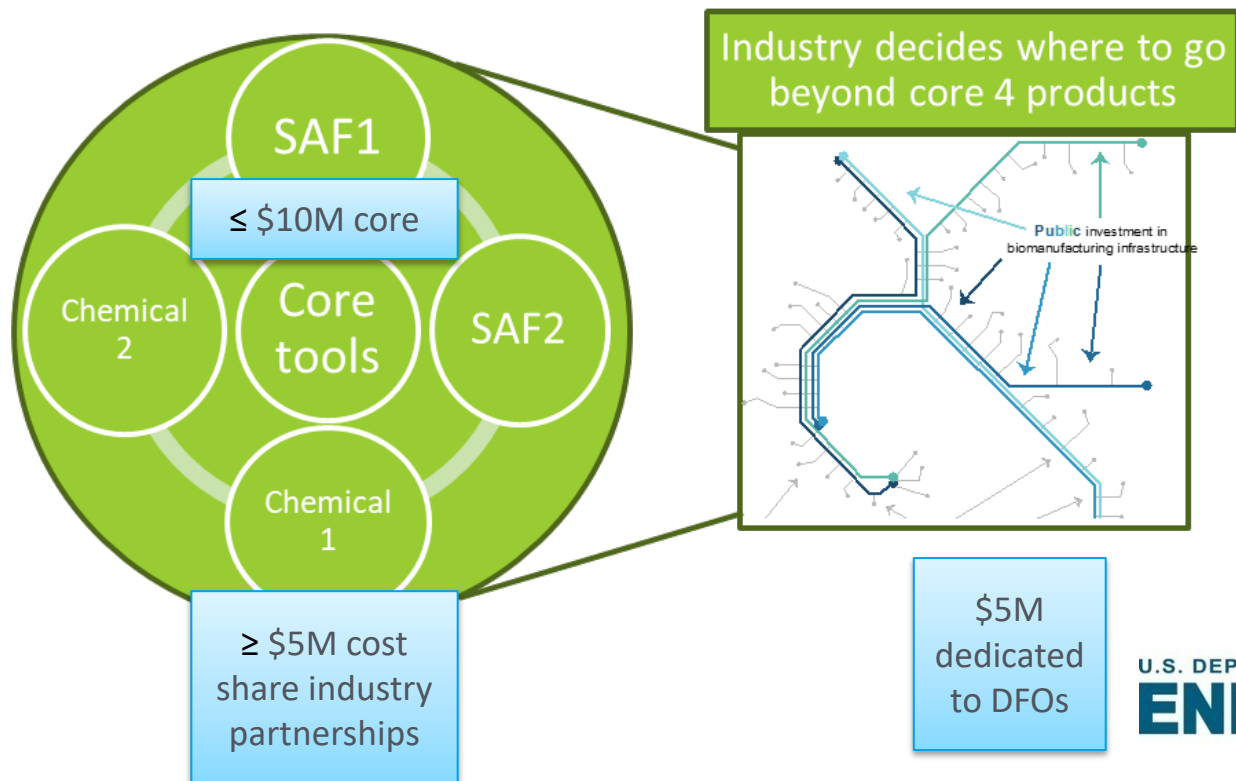 Industry decides where to go
beyond core 4 products
SAF1
≤ $10M core
Chemical
2
Core
tools
SAF2
Chemical
1
≥ $5M cost
share industry
partnerships
Public investment in
biomanufacturing infrastructure
$5M
dedicated
to DFOs
U.S. DEP
ENE